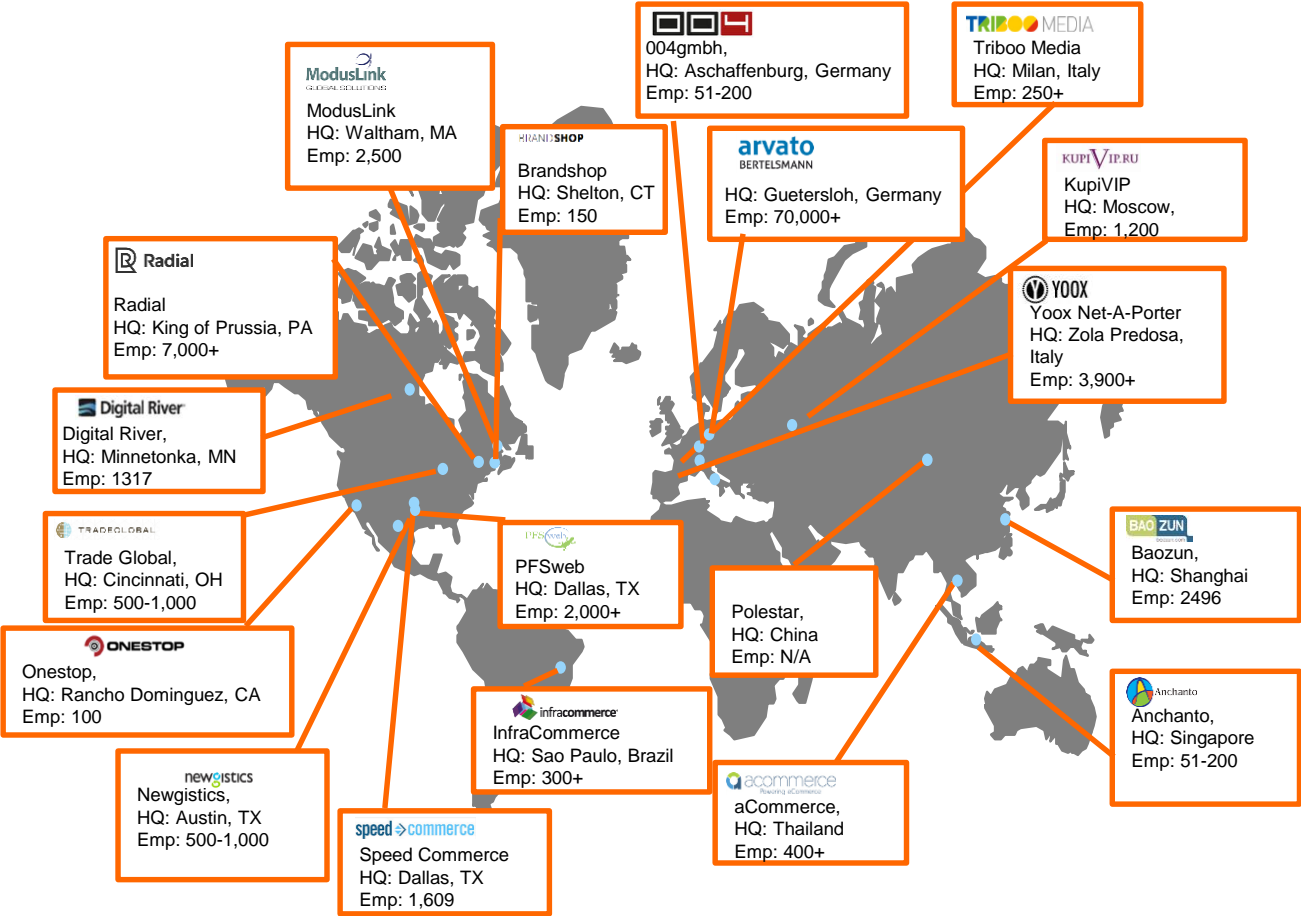 004
004gmbh,
HQ: Aschaffenburg, Germany
Emp: 51-200
TRIBOO MEDIA
Triboo Media
HQ: Milan, Italy
Emp: 250+
ModusLink
GLOBAL SOLUTIONS
ModusLink
HQ: Waltham, MA
Emp: 2,500
BRANDSHOP
Brandshop
HQ: Shelton, CT
Emp: 150
arvato
BERTELSMANN
HQ: Guetersloh, Germany
Emp: 70,000+
KUPIVIP.RU
KupiVIP
HQ: Moscow,
Emp: 1,200
Radial
Radial
HQ: King of Prussia, PA
Emp: 7,000+
YOOX
Yoox Net-A-Porter
HQ: Zola Predosa,
Italy
Emp: 3,900+
Digital River
Digital River,
HQ: Minnetonka, MN
Emp: 1317
TRADEGLOBAL
Trade Global,
HQ: Cincinnati, OH
Emp: 500-1,000
PFSweb
PFSweb
HQ: Dallas, TX
Emp: 2,000+
BAO ZUN
baozun.com
Baozun,
HQ: Shanghai
Emp: 2496
Polestar,
HQ: China
Emp: N/A
ONESTOP
Onestop,
HQ: Rancho Dominguez, CA
Emp: 100
infracommerce
InfraCommerce
HQ: Sao Paulo, Brazil
Emp: 300+
Anchanto
Anchanto,
HQ: Singapore
Emp: 51-200
newgistics
Newgistics,
HQ: Austin, TX
Emp: 500-1,000
acommerce
Powering eCommerce
aCommerce,
HQ: Thailand
Emp: 400+
speed commerce
Speed Commerce
HQ: Dallas, TX
Emp: 1,609